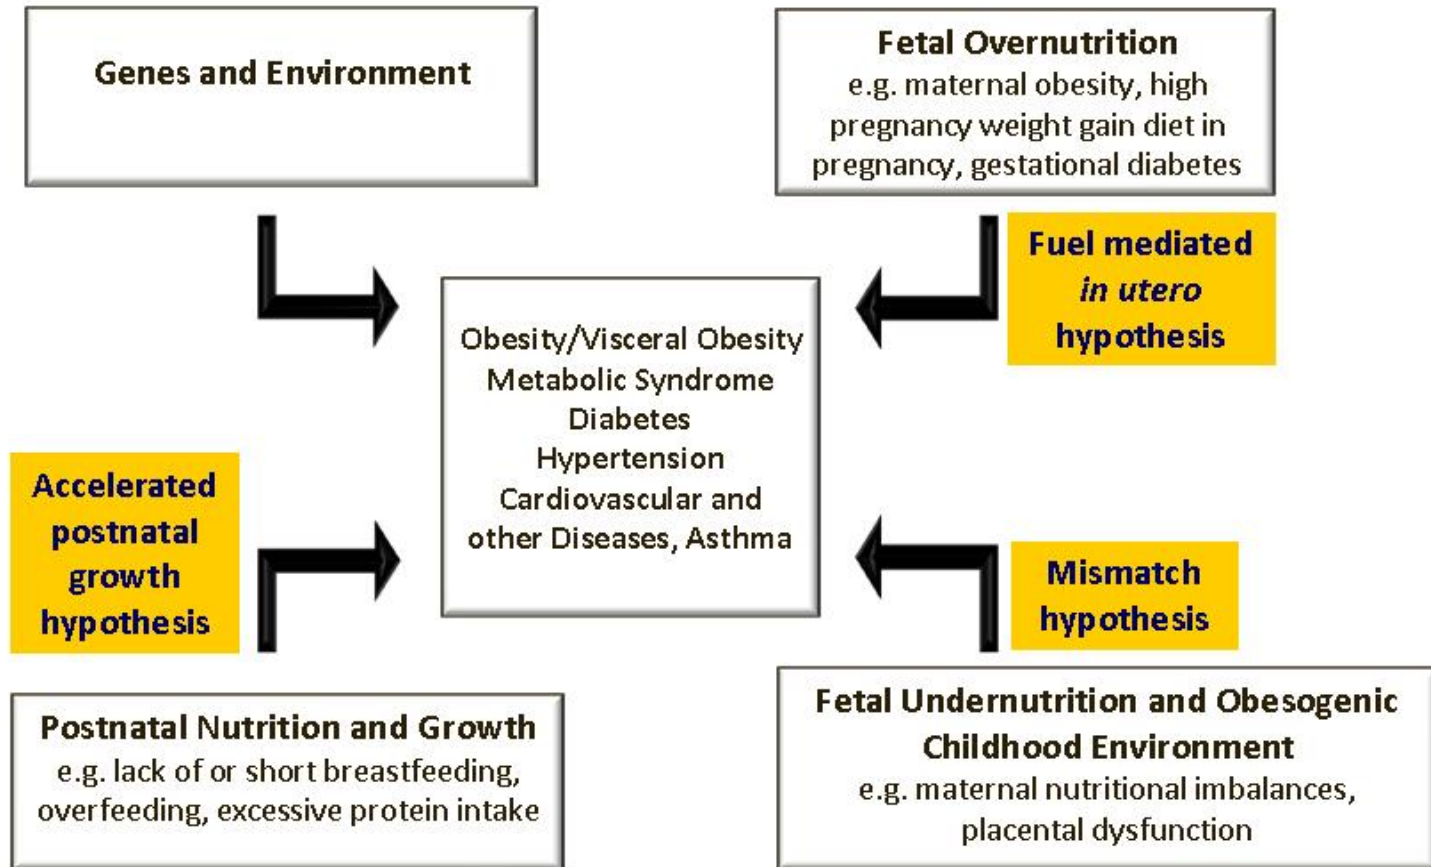 Genes and Environment
Fetal Overnutrition
e.g. maternal obesity, high
pregnancy weight gain diet in
pregnancy, gestational diabetes
Fuel mediated
in utero
hypothesis
Obesity/Visceral Obesity
Metabolic Syndrome
Diabetes
Hypertension
Cardiovascular and
other Diseases, Asthma
Accelerated
postnatal
growth
hypothesis
Mismatch
hypothesis
Postnatal Nutrition and Growth
e.g. lack of or short breastfeeding,
overfeeding, excessive protein intake
Fetal Undernutrition and Obesogenic
Childhood Environment
e.g. maternal nutritional imbalances,
placental dysfunction